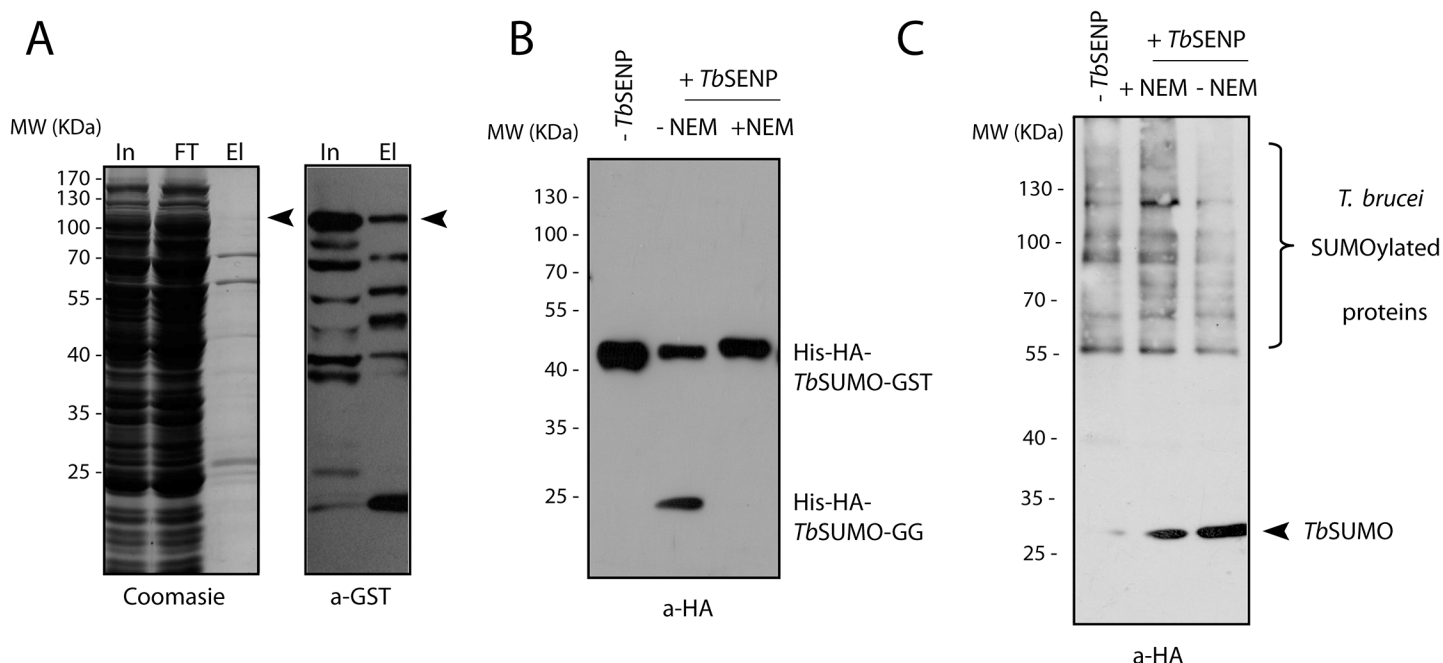 A
MW (KDa)
In FT El
170 -
130 -
100 -
70 -
55 -
40 -
35 -
25 -
Coomasie
In El
a-GST
B
- TbSENP
+ TbSENP
- NEM +NEM
MW (KDa)
130 -
100 -
70 -
55 -
40 -
35 -
25 -
His-HA-
TbSUMO-GST
His-HA-
TbSUMO-GG
a-HA
C
- TbSENP
+ TbSENP
+ NEM - NEM
MW (KDa)
130 -
100 -
70 -
55 -
40 -
35 -
25 -
T. brucei
SUMOylated
proteins
TbSUMO
a-HA